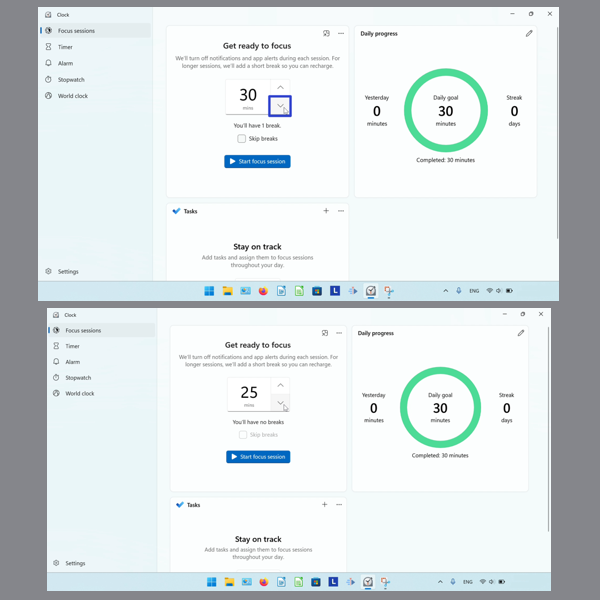 Clock
Focus sessions
Timer
Alarm
Stopwatch
World clock
Settings
Get ready to focus
We'll turn off notifications and app alerts during each session. For
longer sessions, we'll add a short break so you can recharge.
30
mins
You'll have 1 break.
Skip breaks
Start focus session
Tasks
Stay on track
Add tasks and assign them to focus sessions
throughout your day.
Daily progress
Yesterday
0
minutes
Daily goal
30
minutes
Streak
0
days
Completed: 30 minutes
L
ENG
Clock
Focus sessions
Timer
Alarm
Stopwatch
World clock
Settings
Get ready to focus
We'll turn off notifications and app alerts during each session. For
longer sessions, we'll add a short break so you can recharge.
25
mins
You'll have no breaks
Skip breaks
Start focus session
Tasks
Stay on track
Add tasks and assign them to focus sessions
throughout your day.
Daily progress
Yesterday
0
minutes
Daily goal
30
minutes
Streak
0
days
Completed: 30 minutes
L
ENG